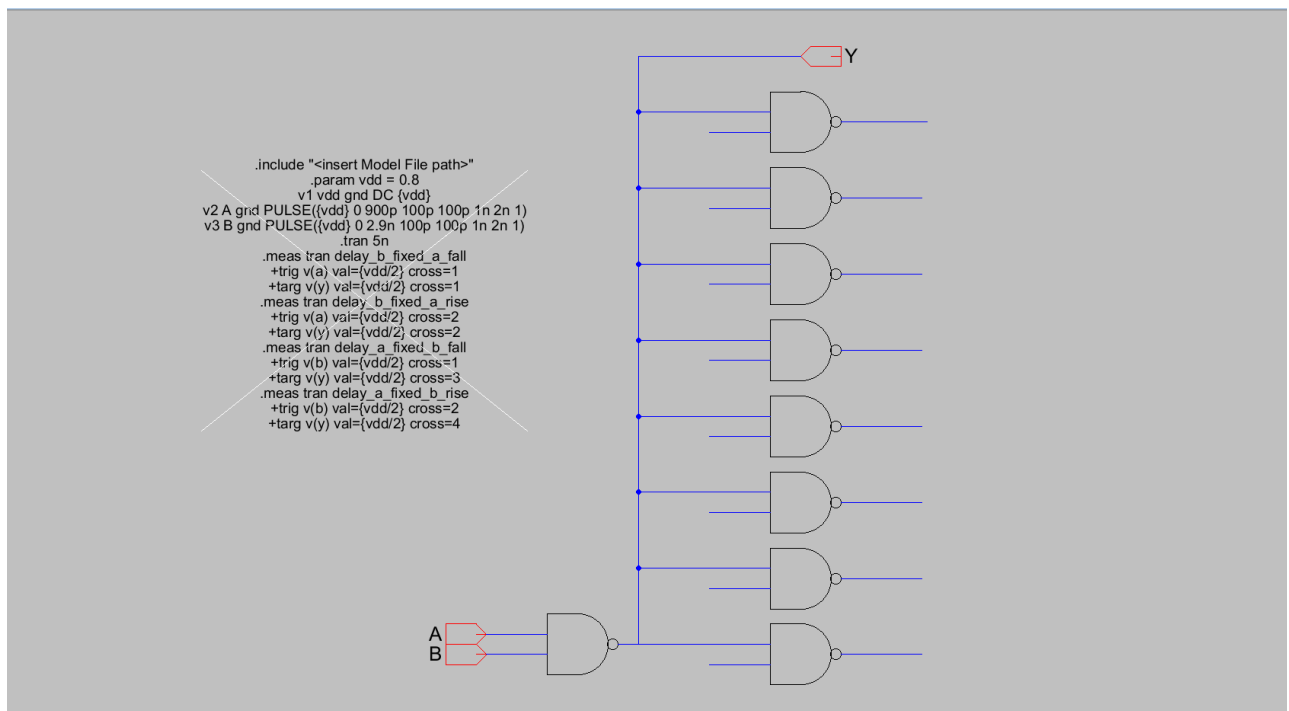 Y
.include "<insert Model File path>"
.param vdd = 0.8
v1 vdd gnd DC {vdd}
v2 A gnd PULSE({vdd} 0 900p 100p 100p 1n 2n 1)
v3 B gnd PULSE({vdd} 0 2.9n 100p 100p 1n 2n 1)
.tran 5n
.meas tran delay_b_fixed_a_fall
+trig v(a) val={vdd/2} cross=1
+targ v(y) val={vdd/2} cross=1
.meas tran delay_b_fixed_a_rise
+trig v(a) val={vdd/2} cross=2
+targ v(y) val={vdd/2} cross=2
.meas tran delay_a_fixed_b_fall
+trig v(b) val={vdd/2} cross=1
+targ v(y) val={vdd/2} cross=3
.meas tran delay_a_fixed_b_rise
+trig v(b) val={vdd/2} cross=2
+targ v(y) val={vdd/2} cross=4
A
B